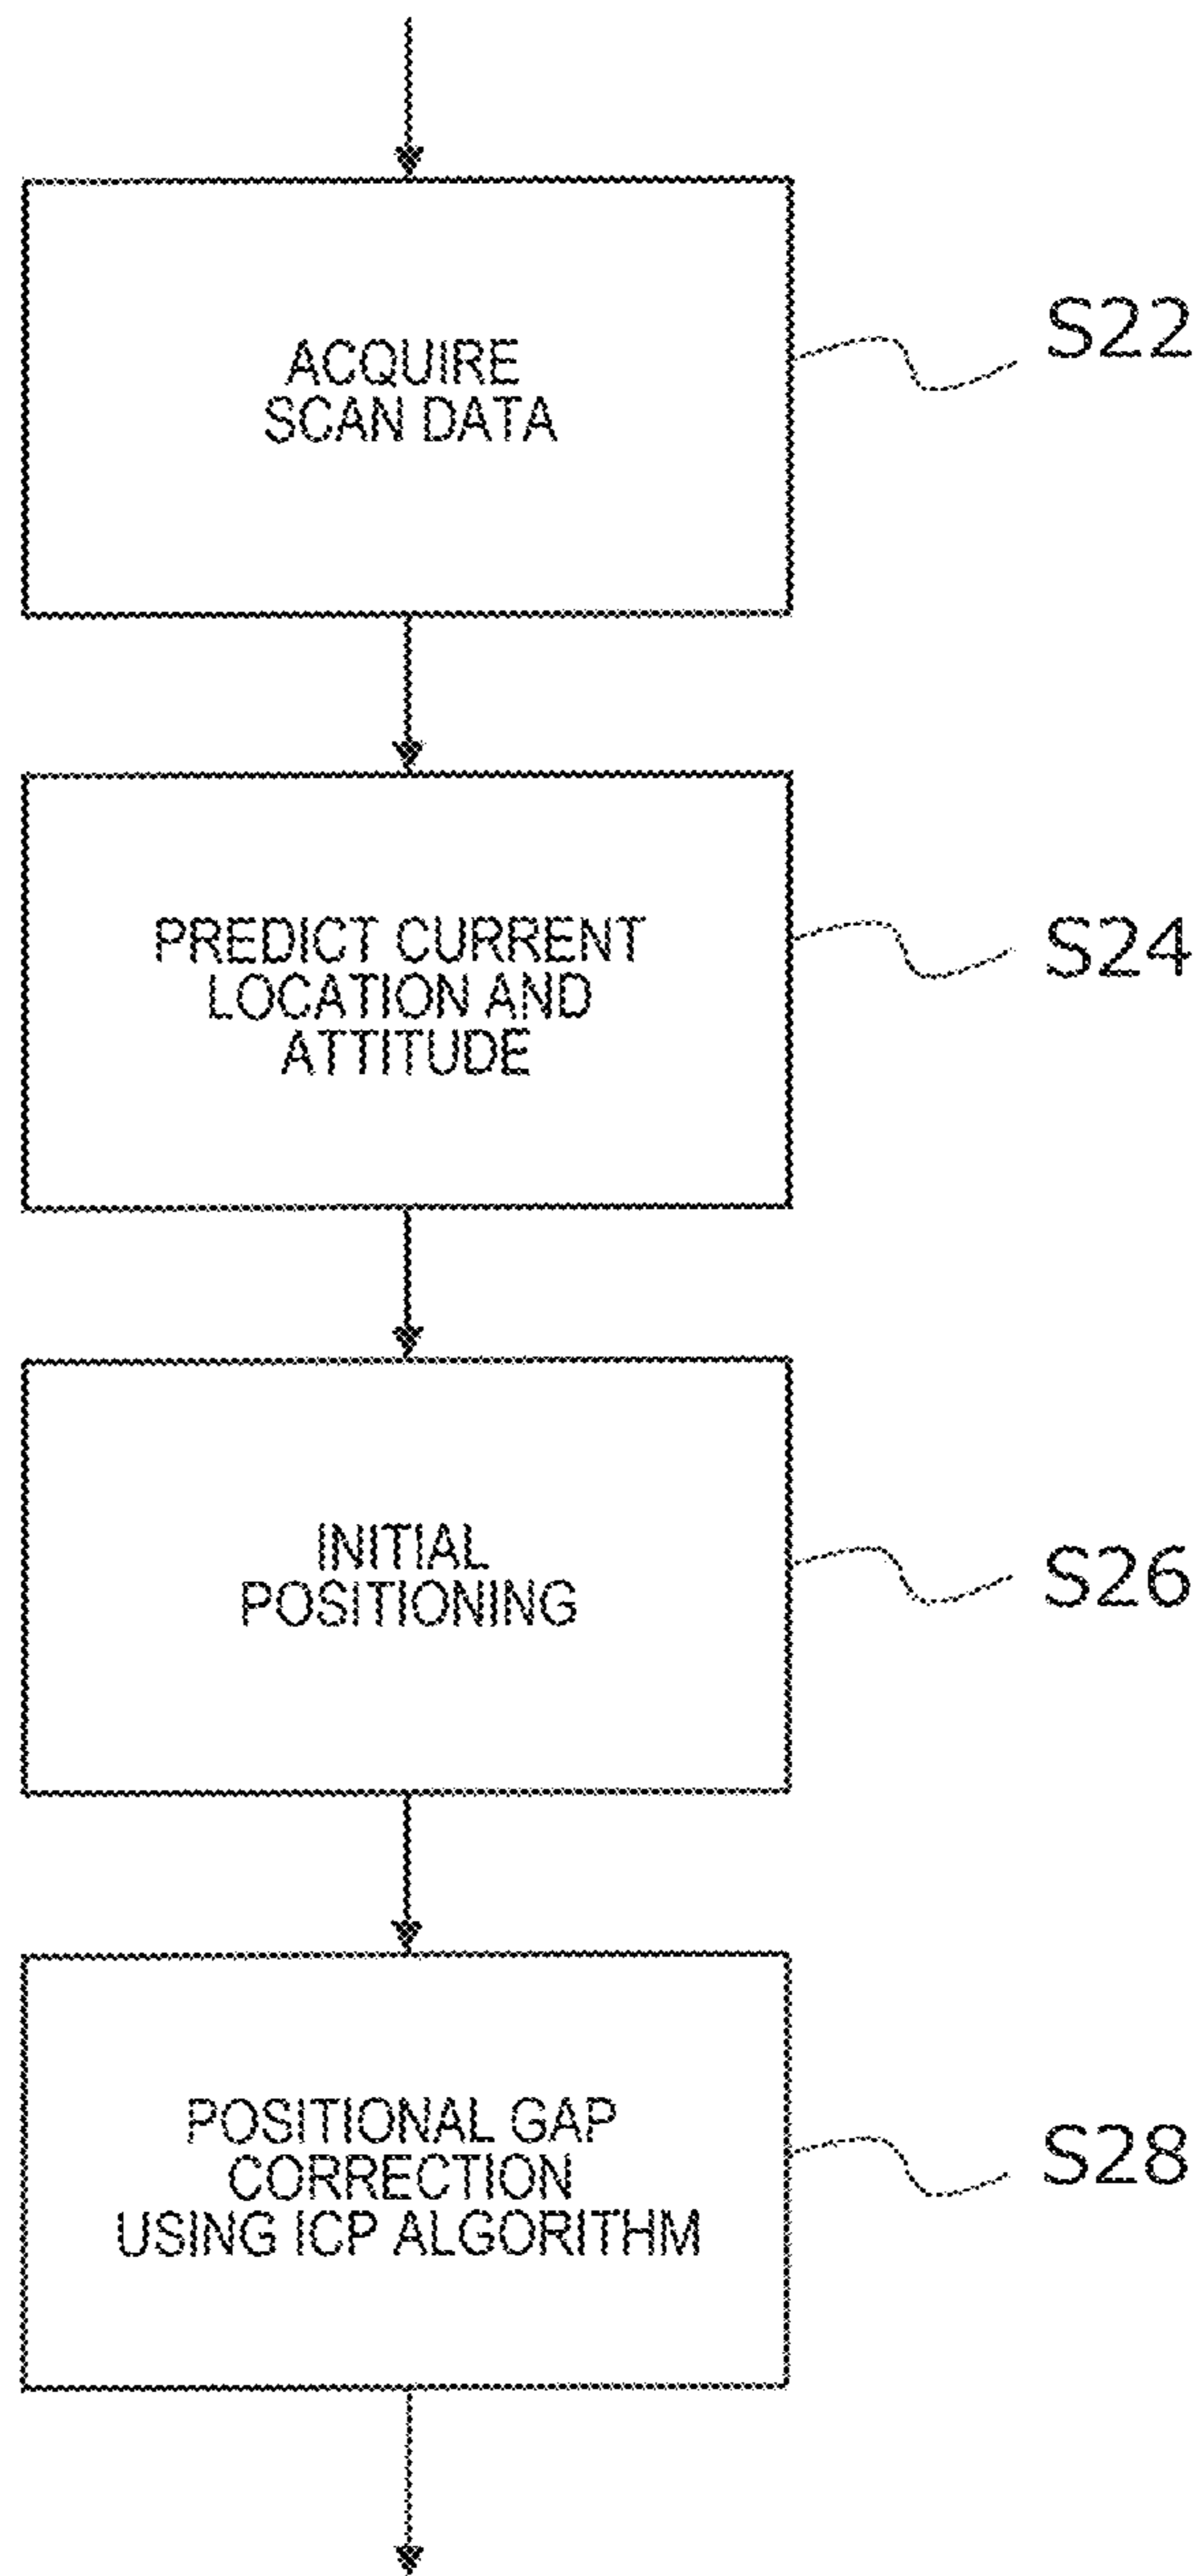 ACQUIRE
SCAN DATA
S22
PREDICT CURRENT
LOCATION AND
ATTITUDE
S24
INITIAL
POSITIONING
S26
POSITIONAL GAP
CORRECTION
USING ICP ALGORITHM
S28